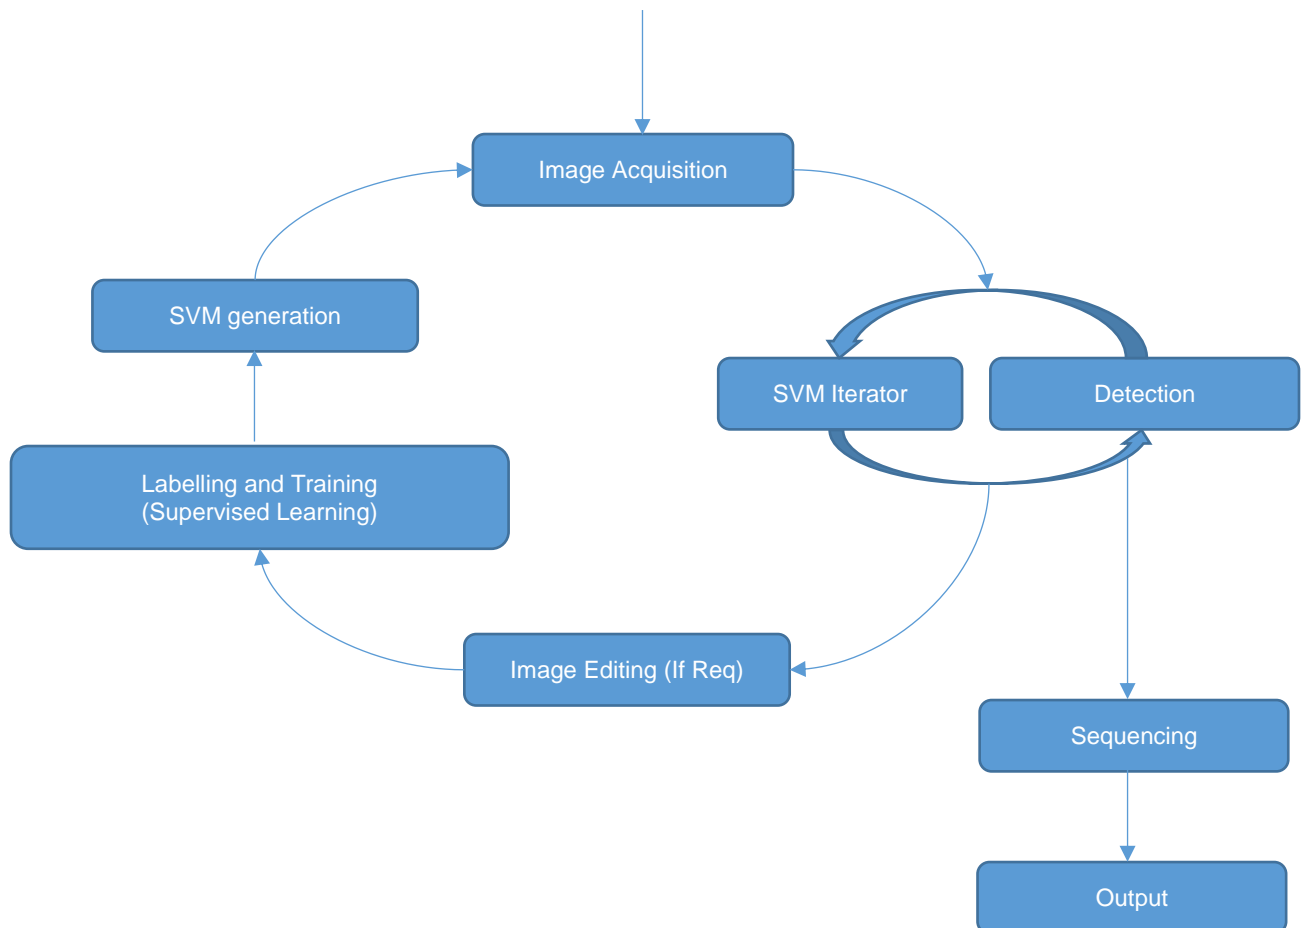 Image Acquisition
SVM generation
SVM Iterator
Detection
Labelling and Training
(Supervised Learning)
Image Editing (If Req)
Sequencing
Output